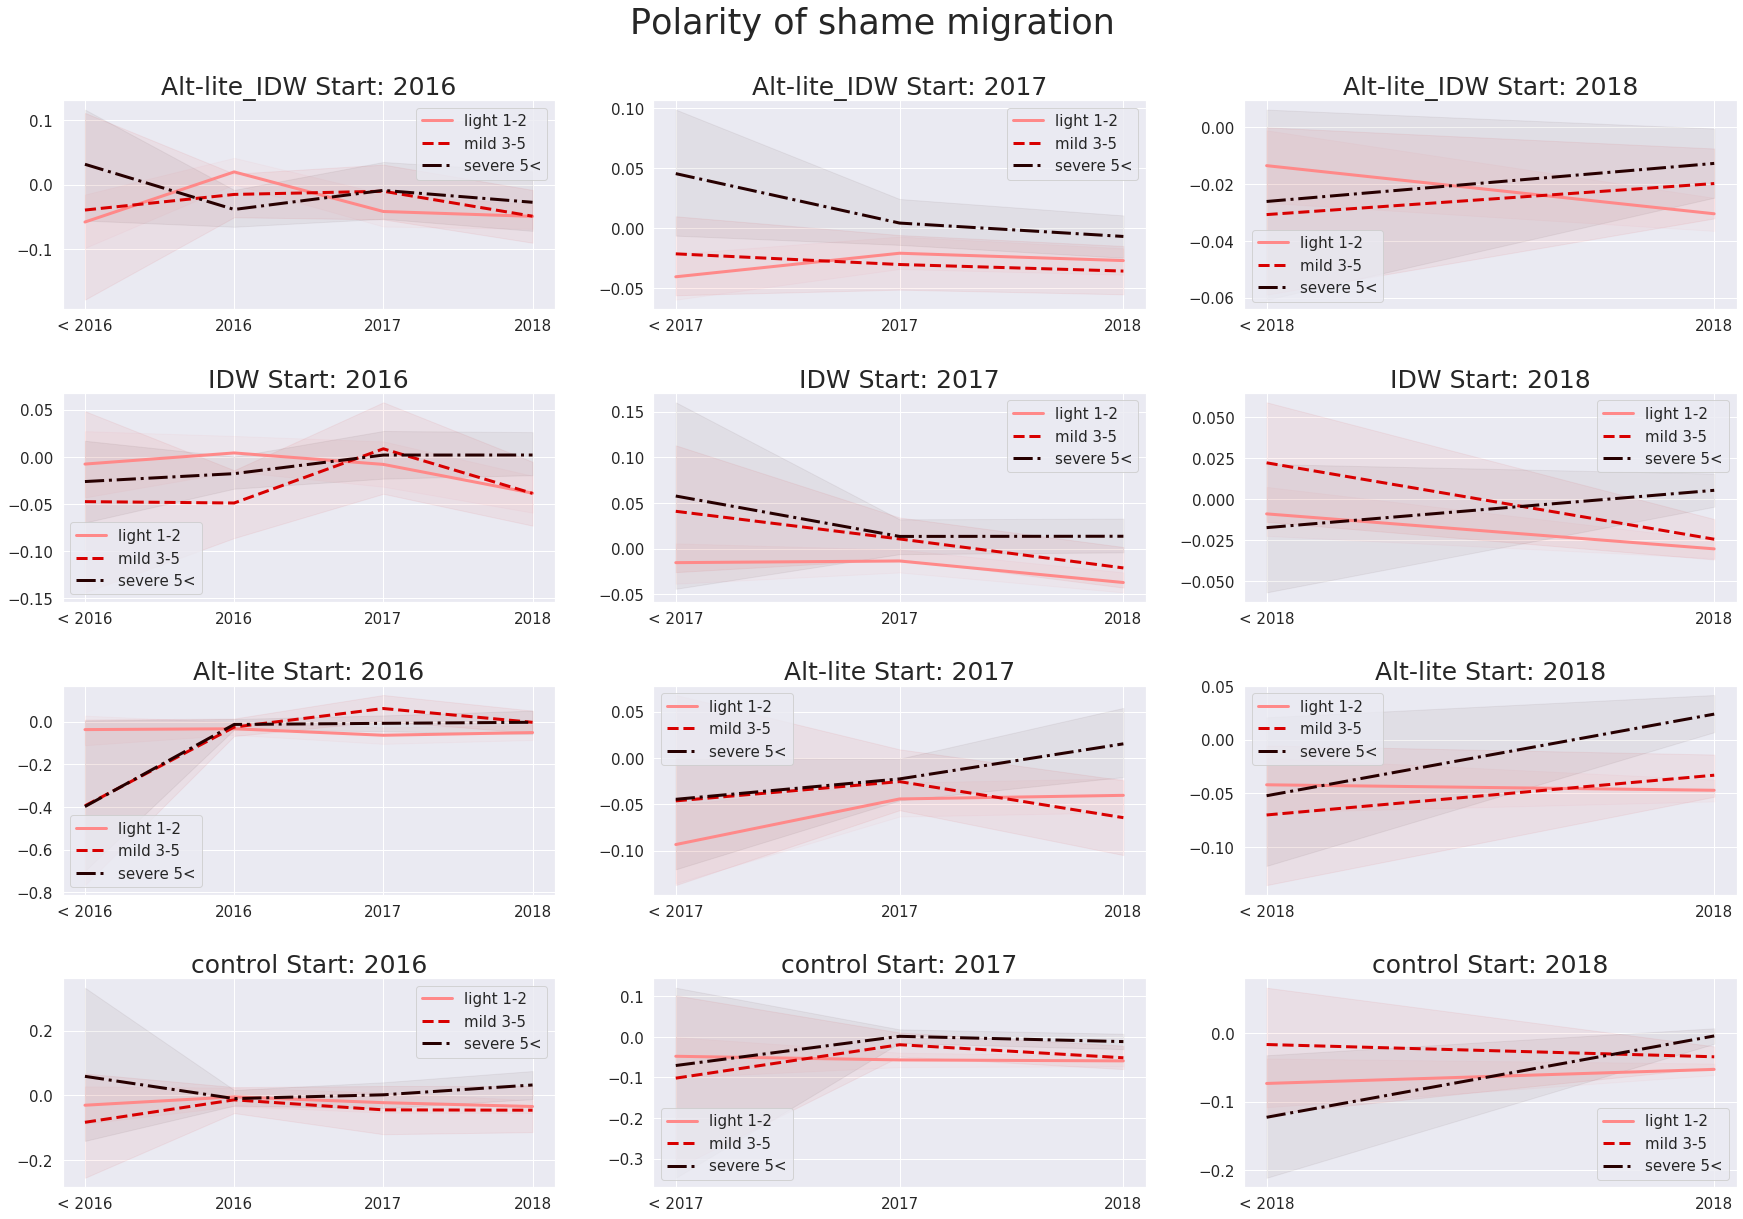 Polarity of shame migration
Alt-lite_IDW Start: 2016
0.1
0.0
−0.1
< 2016
2016
2017
2018
light 1-2
mild 3-5
severe 5<
Alt-lite_IDW Start: 2017
0.10
0.05
0.00
−0.05
< 2017
2017
2018
light 1-2
mild 3-5
severe 5<
Alt-lite_IDW Start: 2018
0.00
−0.02
−0.04
−0.06
< 2018
2018
light 1-2
mild 3-5
severe 5<
IDW Start: 2016
0.05
0.00
−0.05
−0.10
−0.15
< 2016
2016
2017
2018
light 1-2
mild 3-5
severe 5<
IDW Start: 2017
0.15
0.10
0.05
0.00
−0.05
< 2017
2017
2018
light 1-2
mild 3-5
severe 5<
IDW Start: 2018
0.050
0.025
0.000
−0.025
−0.050
< 2018
2018
light 1-2
mild 3-5
severe 5<
Alt-lite Start: 2016
0.0
−0.2
−0.4
−0.6
−0.8
< 2016
2016
2017
2018
light 1-2
mild 3-5
severe 5<
Alt-lite Start: 2017
0.05
0.00
−0.05
−0.10
< 2017
2017
2018
light 1-2
mild 3-5
severe 5<
Alt-lite Start: 2018
0.05
0.00
−0.05
−0.10
< 2018
2018
light 1-2
mild 3-5
severe 5<
control Start: 2016
0.2
0.0
−0.2
< 2016
2016
2017
2018
light 1-2
mild 3-5
severe 5<
control Start: 2017
0.1
0.0
−0.1
−0.2
−0.3
< 2017
2017
2018
light 1-2
mild 3-5
severe 5<
control Start: 2018
0.0
−0.1
−0.2
< 2018
2018
light 1-2
mild 3-5
severe 5<